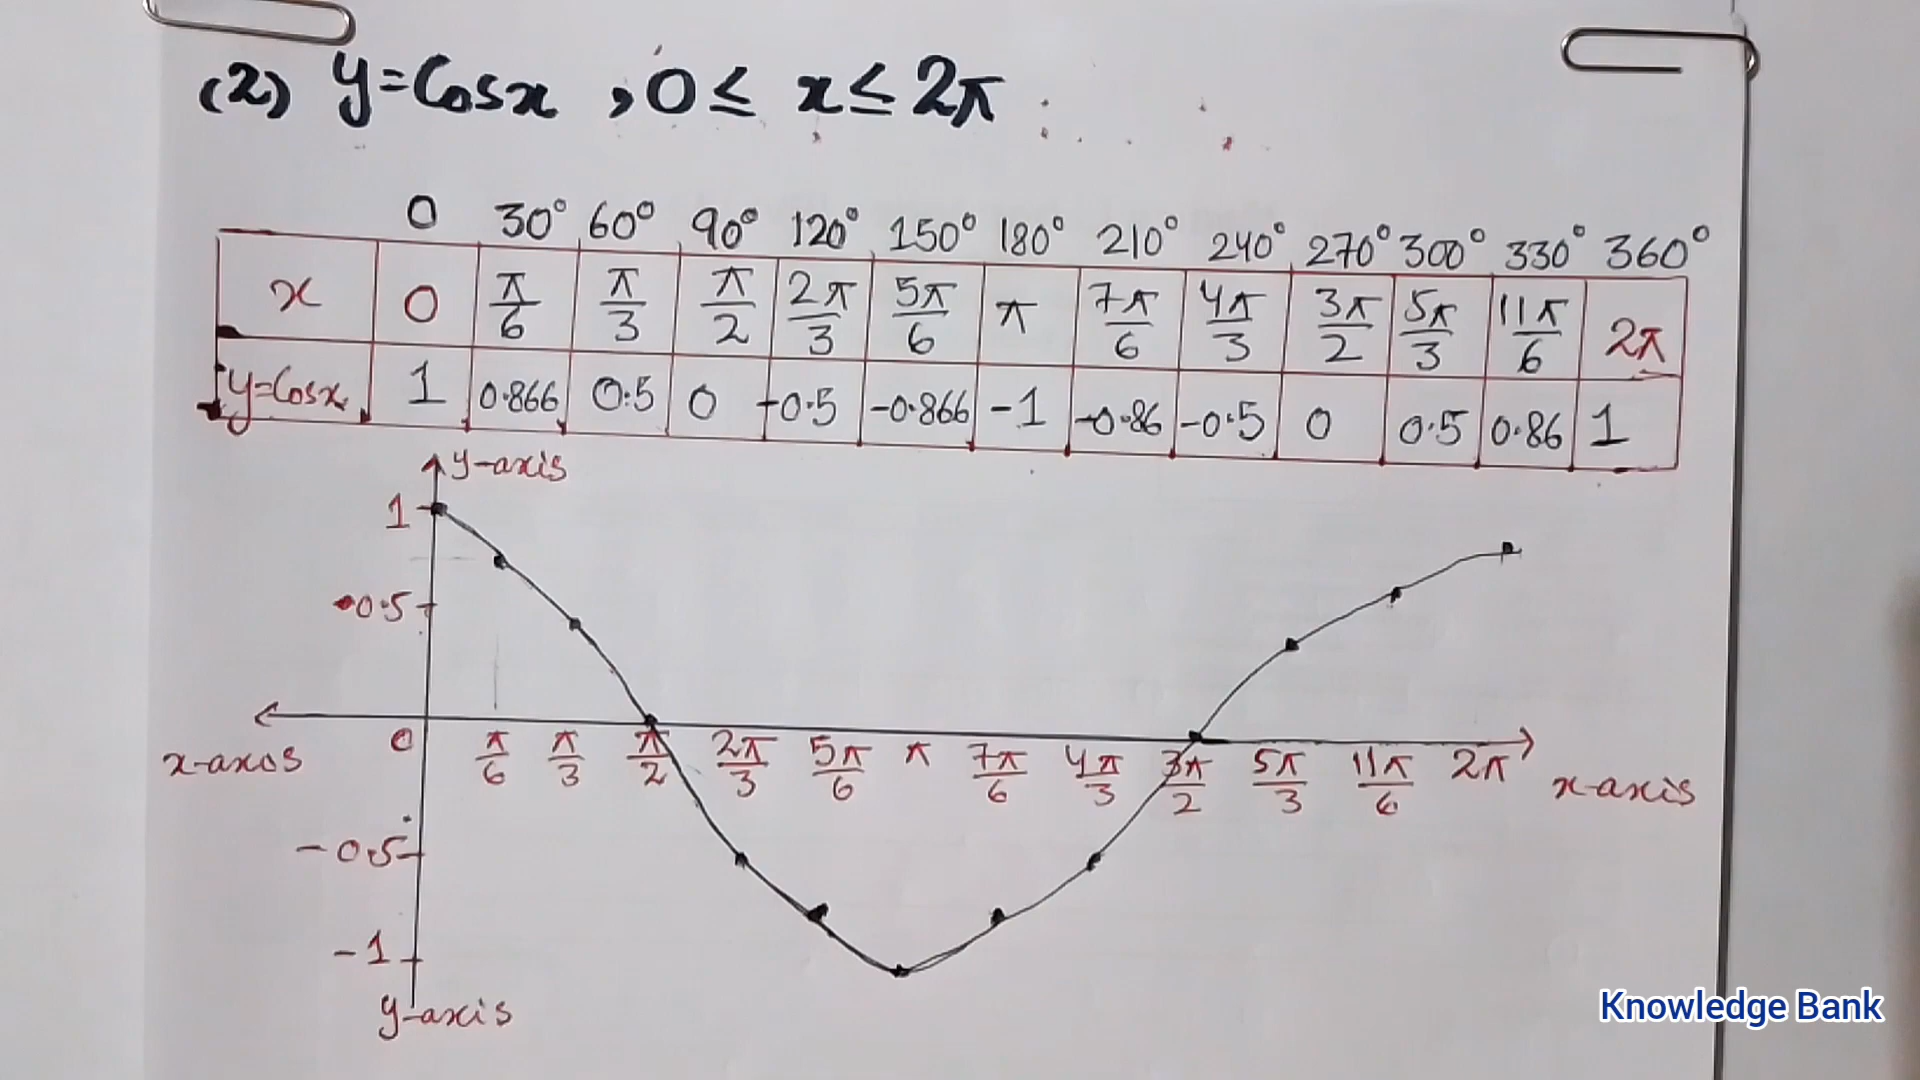 (2) y=Cosx , 0 ≤ x ≤ 2π
0 30° 60° 90° 120° 150° 180° 210° 240° 270° 300° 330° 360°
x 0 π/6 π/3 π/2 2π/3 5π/6 π 7π/6 4π/3 3π/2 5π/3 11π/6 2π
y=Cosx 1 0.866 0.5 0 -0.5 -0.866 -1 -0.86 -0.5 0 0.5 0.86 1
y-axis
1
0.5
x-axos 0 π/6 π/3 π/2 2π/3 5π/6 π 7π/6 4π/3 3π/2 5π/3 11π/6 2π x-axis
-0.5
-1
y-axis
Knowledge Bank